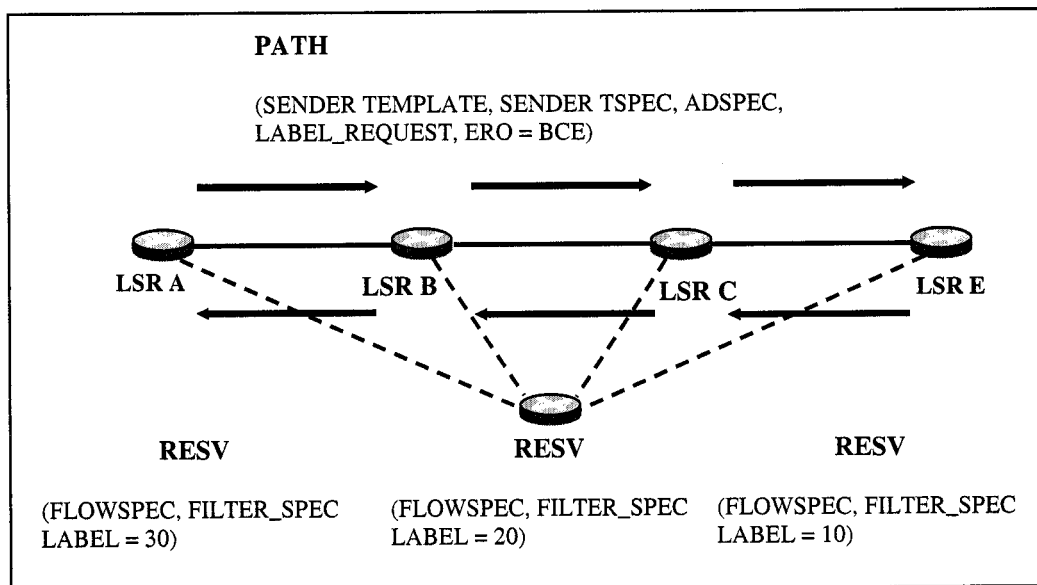 PATH
(SENDER TEMPLATE, SENDER TSPEC, ADSPEC,
LABEL_REQUEST, ERO = BCE)
LSR A
LSR B
LSR C
LSR E
RESV
RESV
RESV
(FLOWSPEC, FILTER_SPEC
LABEL = 30)
(FLOWSPEC, FILTER_SPEC
LABEL = 20)
(FLOWSPEC, FILTER_SPEC
LABEL = 10)